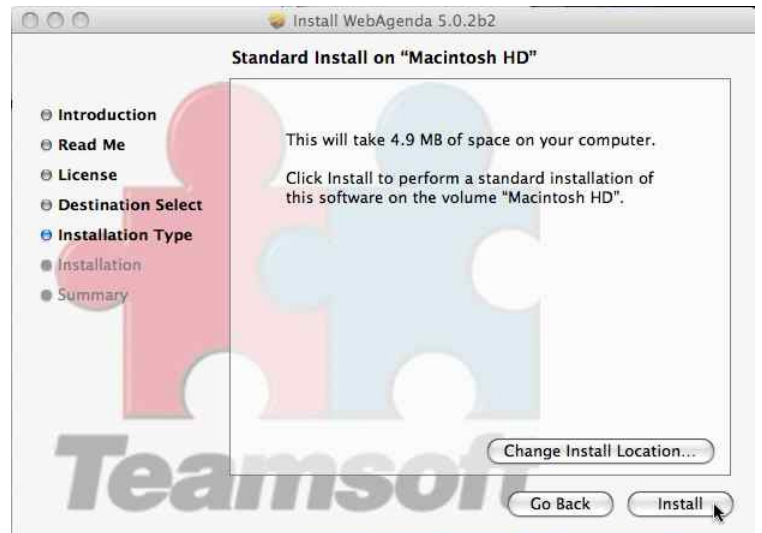 Install WebAgenda 5.0.2b2
Standard Install on “Macintosh HD”
Introduction
Read Me
License
Destination Select
Installation Type
Installation
Summary
This will take 4.9 MB of space on your computer.
Click Install to perform a standard installation of
this software on the volume “Macintosh HD”.
Change Install Location...
Teamsoft
Go Back
Install